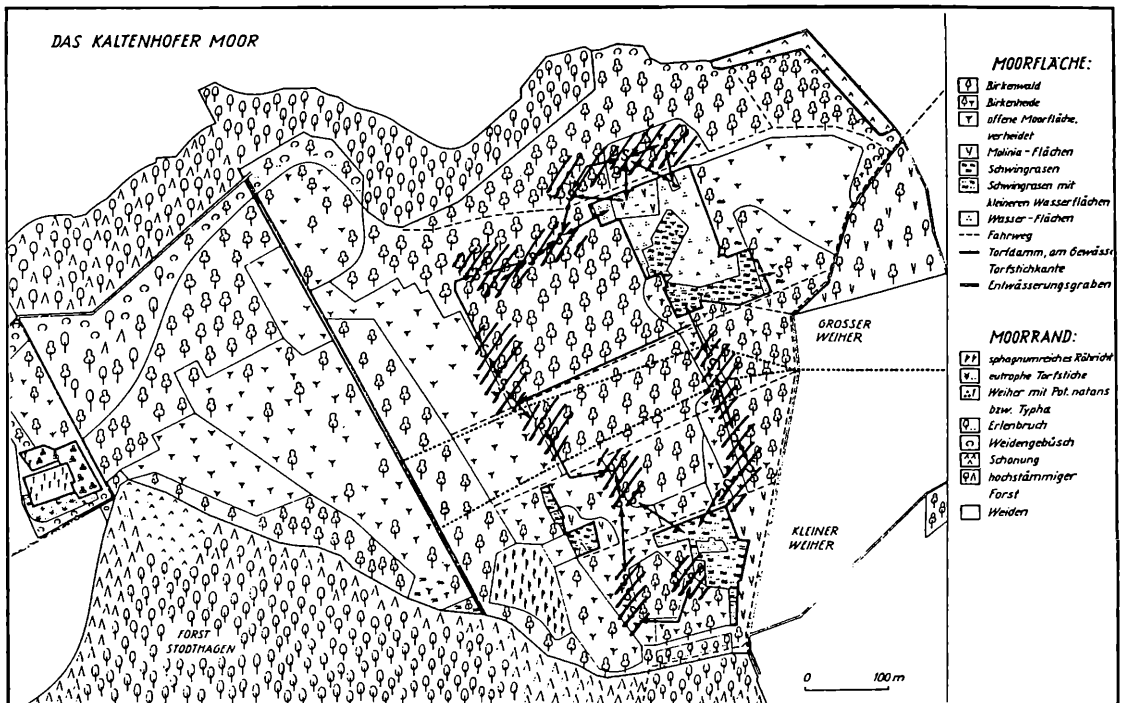 DAS KALTENHOFER MOOR
MOORFLÄCHE:
Birkenwald
Birkenheide
offene Moorfläche,
verheidet
Molinia-Flächen
Schwingrasen
Schwingrasen mit
kleineren Wasserflächen
Wasser-Flächen
Fahrweg
Torfdamm, am Gewässe
Torfstichkante
Entwässerungsgraben
MOORRAND:
sphagnumreiches Röhricht
eutrophe Torfstiche
Weiher mit Pot. natans
bzw. Typha
Erlenbruch
Weidengebüsch
Schonung
hochstämmiger
Forst
Weiden
GROSSER
WEIHER
KLEINER
WEIHER
FORST
STODTHAGEN
0 100 m